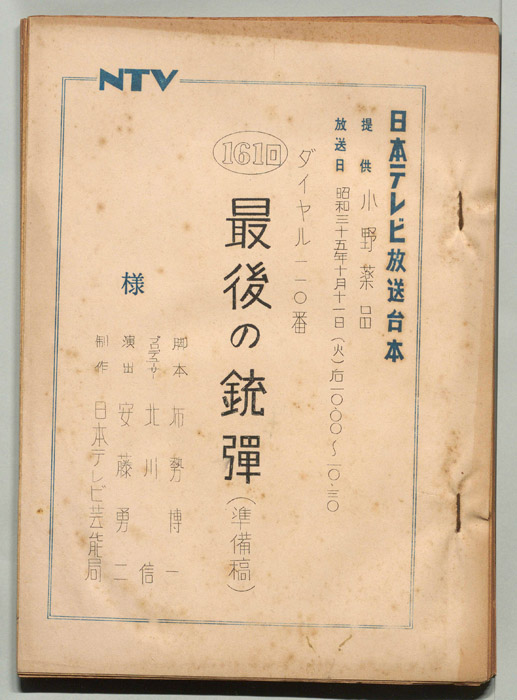 NTV
日本テレビ放送台本
提供 小野薬品
放送日 昭和三十五年十月十一日(火)后一〇・〇〇〜一〇・三〇
ダイヤル一一〇番
161回
最後の銃弾(準備稿)
様
脚本 布勢博一
プロデューサー 北川信
演出 安藤勇二
制作 日本テレビ芸能局